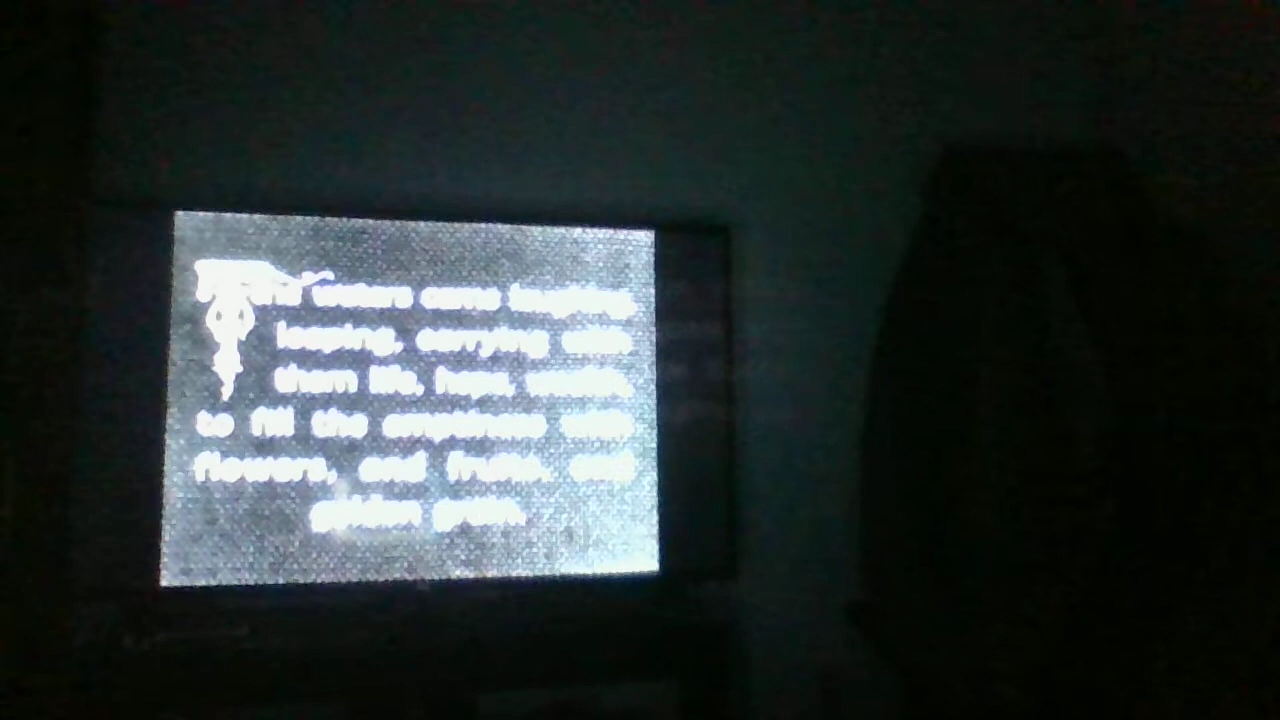 The waters came laughing,
leaping, carrying with
them life, hope, wealth,
to fill the emptiness with
flowers, and fruits, and
golden grain.